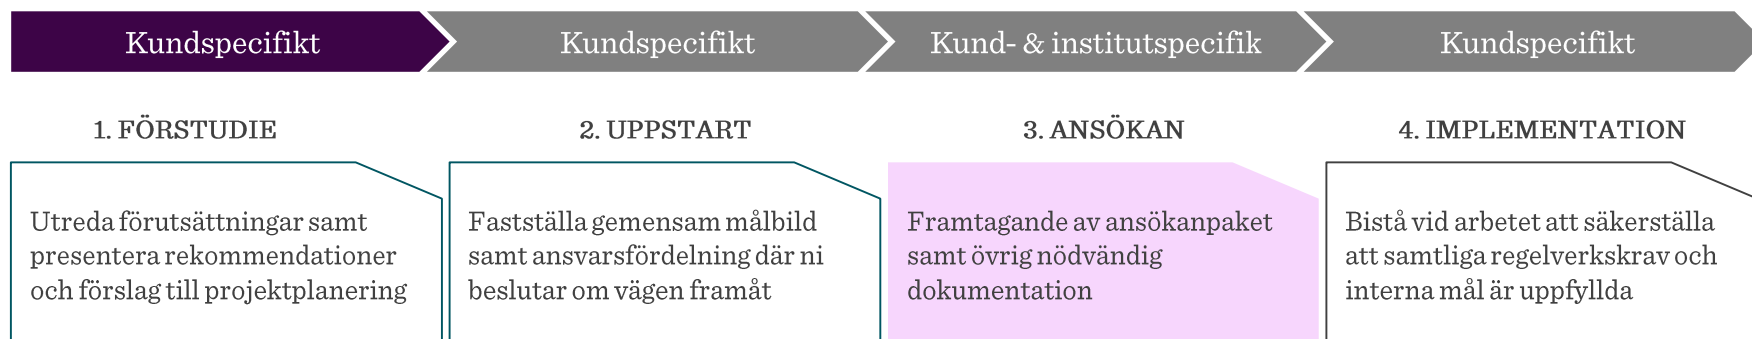 Kundspecifikt
Kundspecifikt
Kund- & institutspecifik
Kundspecifikt
1. FÖRSTUDIE
Utreda förutsättningar samt
presentera rekommendationer
och förslag till projektplanering
2. UPPSTART
Fastställa gemensam målbild
samt ansvarsfördelning där ni
beslutar om vägen framåt
3. ANSÖKAN
Framtagande av ansökanpaket
samt övrig nödvändig
dokumentation
4. IMPLEMENTATION
Bistå vid arbetet att säkerställa
att samtliga regelverkskrav och
interna mål är uppfyllda